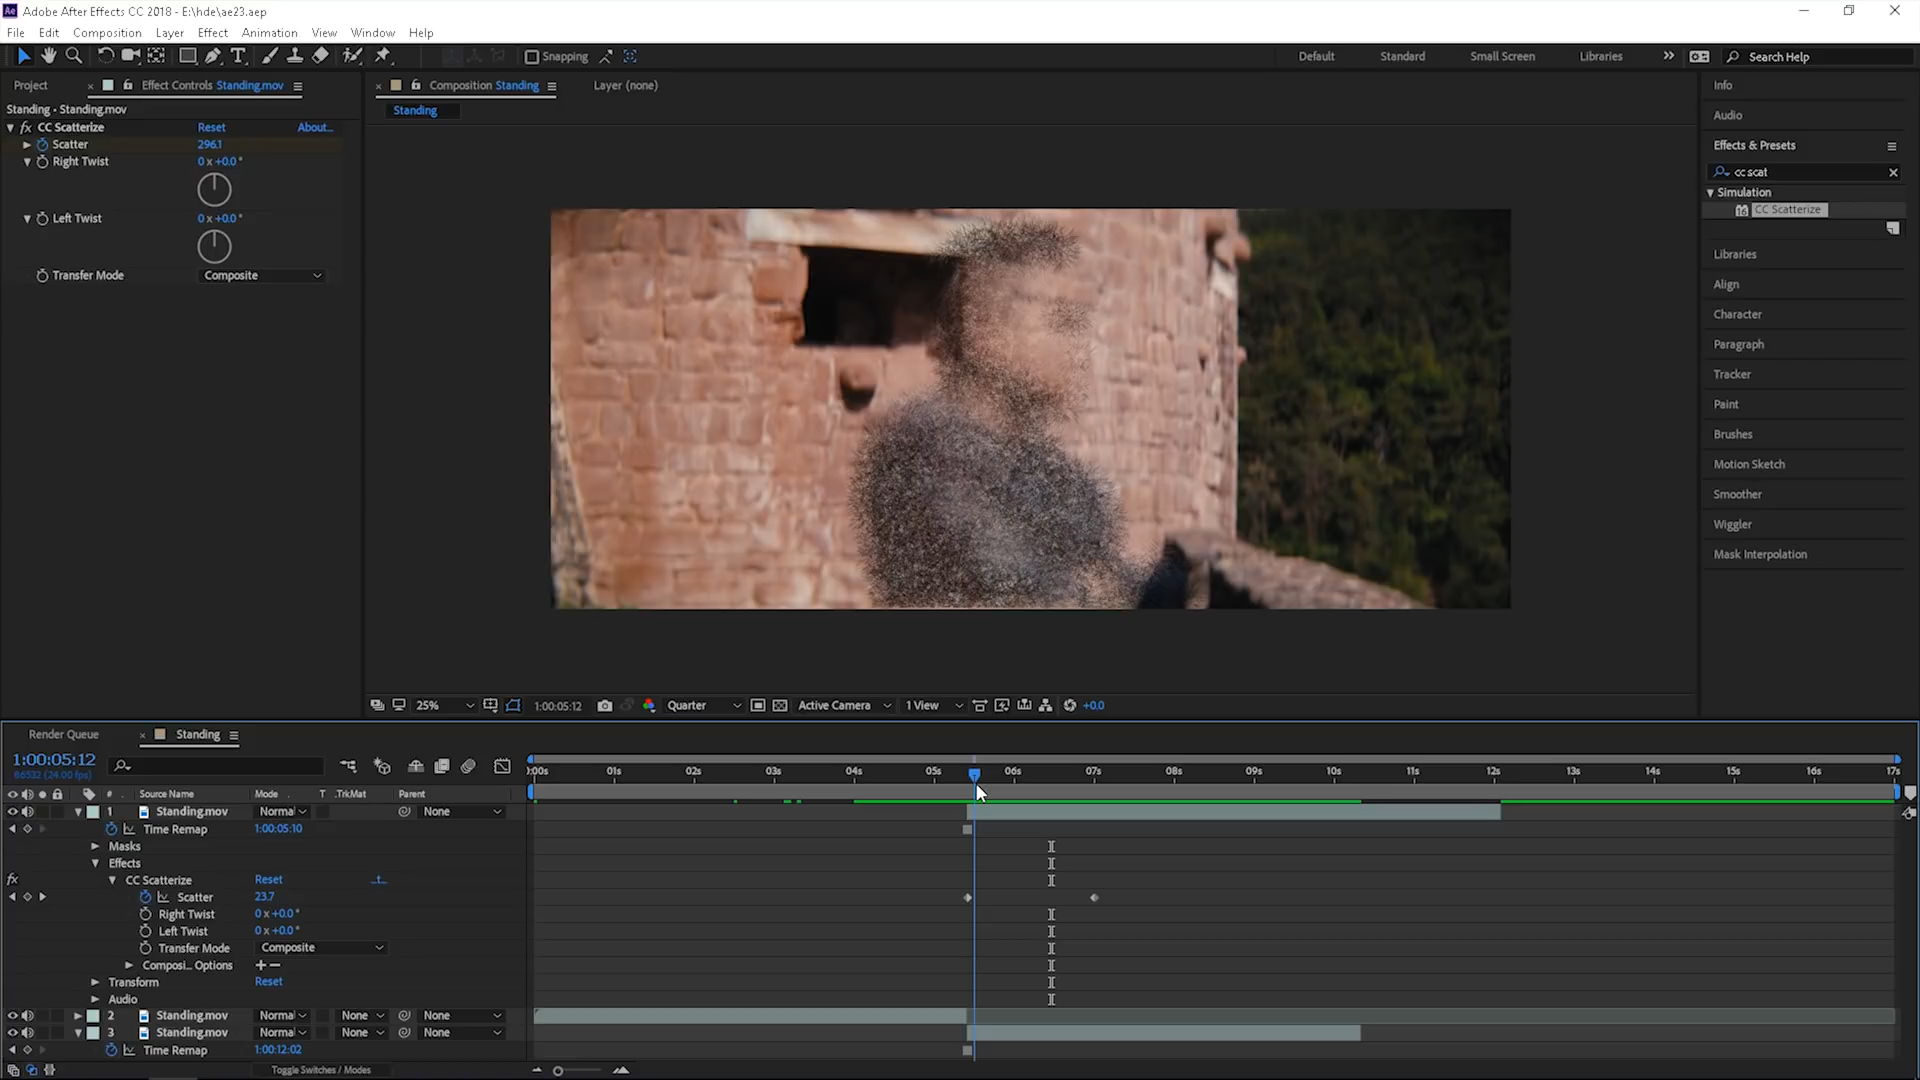 Adobe After Effects CC 2018 - E:\hde\ae23.aep
File Edit Composition Layer Effect Animation View Window Help
Snapping Default Standard Small Screen Libraries Search Help
Project Effect Controls Standing.mov Composition Standing Layer (none) Info
Standing • Standing.mov Standing
CC Scatterize Reset About...
Scatter 296.1
Right Twist 0 x +0.0 °
Left Twist 0 x +0.0 °
Transfer Mode Composite
Audio
Effects & Presets
cc scat
Simulation
CC Scatterize
Libraries
Align
Character
Paragraph
Tracker
Paint
Brushes
Motion Sketch
Smoother
Wiggler
Mask Interpolation
25% 1:00:05:12 Quarter Active Camera 1 View +0.0
Render Queue Standing
1:00:05:12
86532 (24.00 fps)
):00s 01s 02s 03s 04s 05s 06s 07s 08s 09s 10s 11s 12s 13s 14s 15s 16s 17s
# Source Name Mode T .TrkMat Parent
1 Standing.mov Normal None
Time Remap 1:00:05:10
Masks
Effects
CC Scatterize Reset
Scatter 23.7
Right Twist 0 x +0.0 °
Left Twist 0 x +0.0 °
Transfer Mode Composite
Composi... Options + −
Transform Reset
Audio
2 Standing.mov Normal None None
3 Standing.mov Normal None None
Time Remap 1:00:12:02
Toggle Switches / Modes